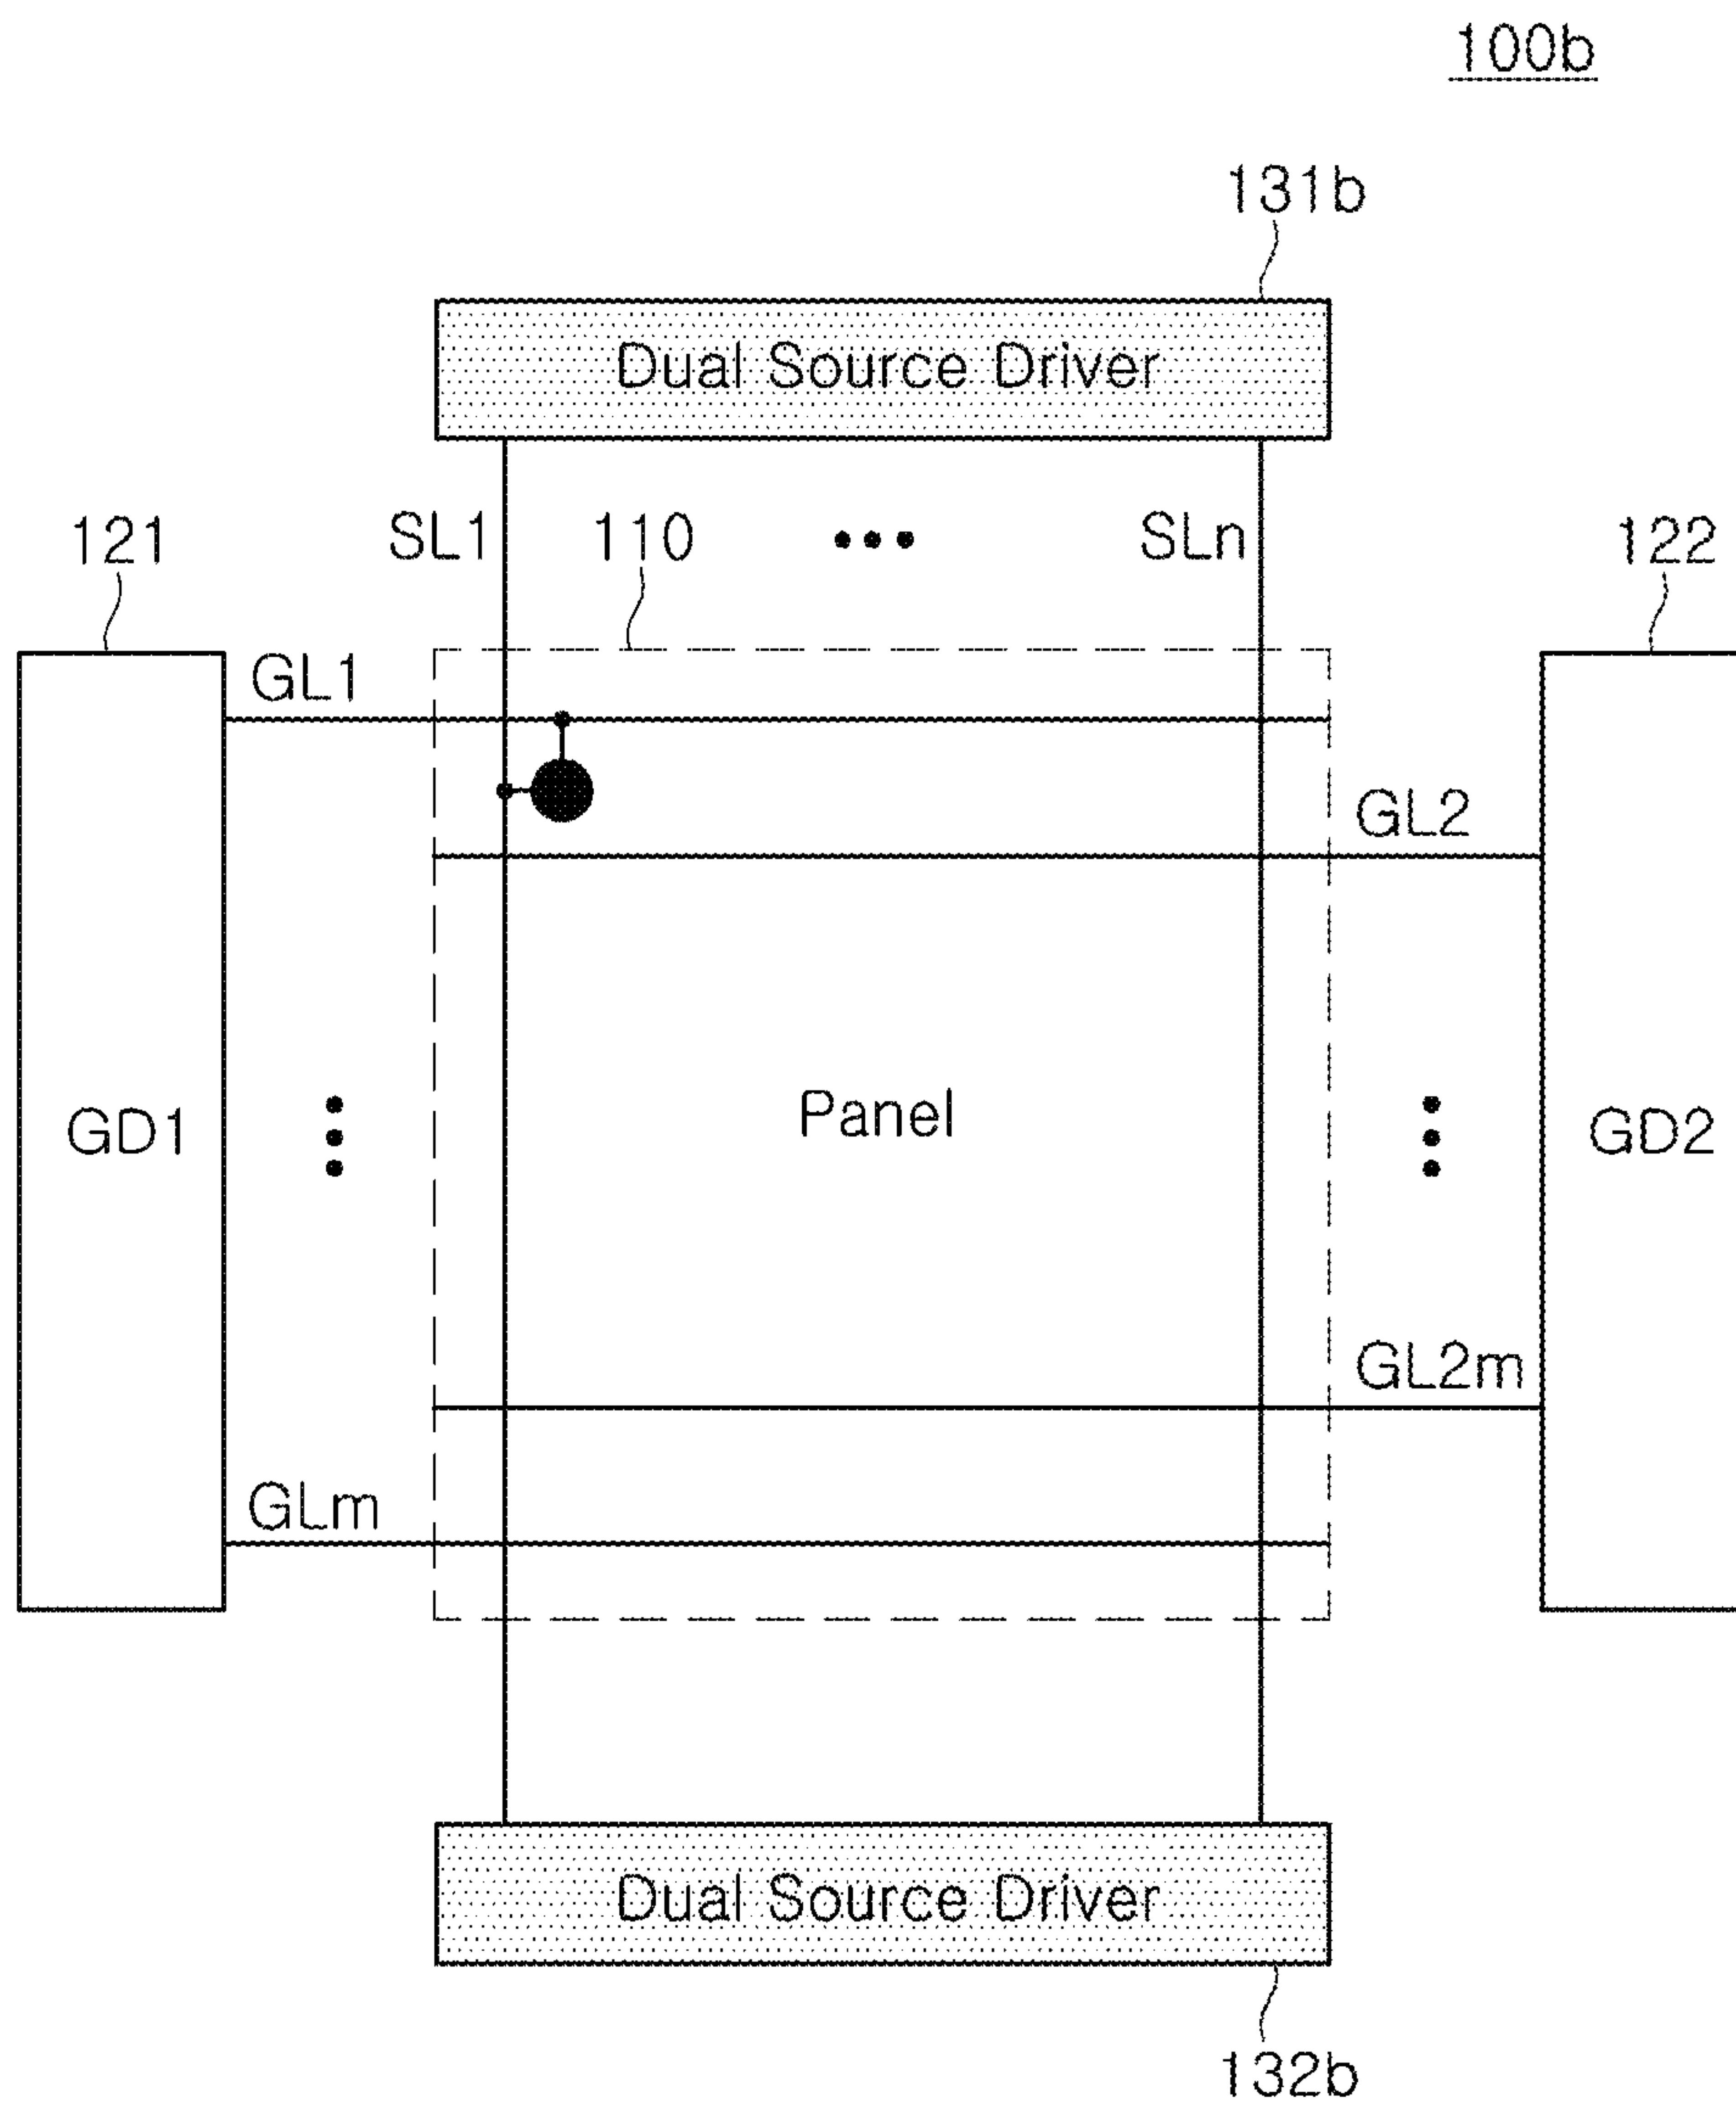 100b
131b
Dual Source Driver
121
SL1
110
SLn
122
GL1
GL2
GD1
Panel
GD2
GL2m
GLm
Dual Source Driver
132b